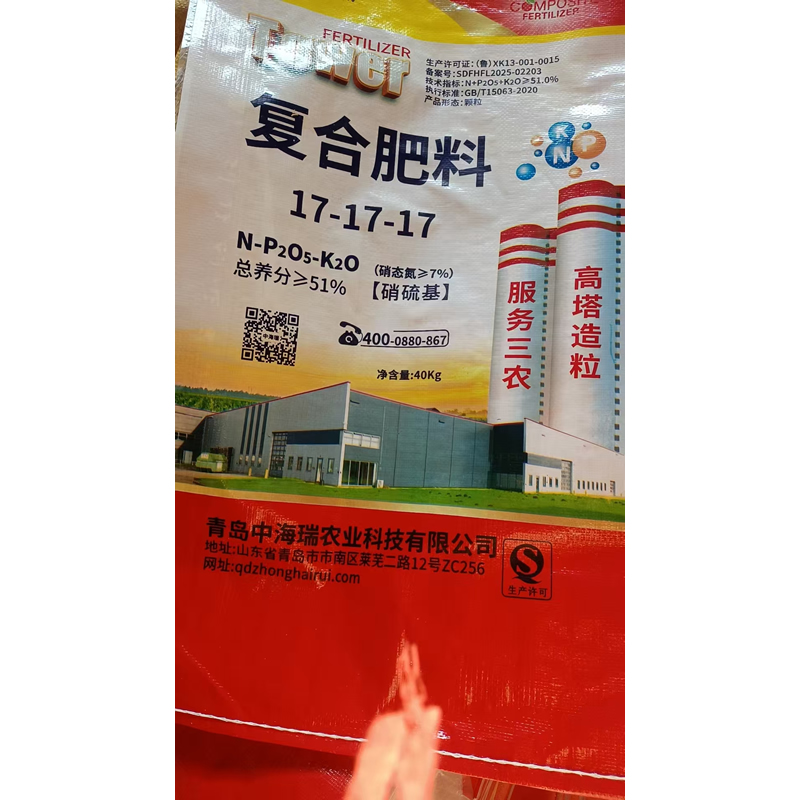 COMPOSI
FERTILIZER
FERTILIZER
Tower
生产许可证：(鲁) XK13-001-0015
备案号：SDFHFL2025-02203
技术指标：N+P2O5+K2O≥51.0%
执行标准：GB/T15063-2020
产品形态：颗粒
复合肥料
K
N
P
17-17-17
N-P2O5-K2O
（硝态氮≥7%）
总养分≥51%
【硝硫基】
中海瑞
400-0880-867
净含量:40Kg
服务三农
高塔造粒
青岛中海瑞农业科技有限公司
地址:山东省青岛市市南区莱芜二路12号ZC256
网址:qdzhonghairui.com
生产许可